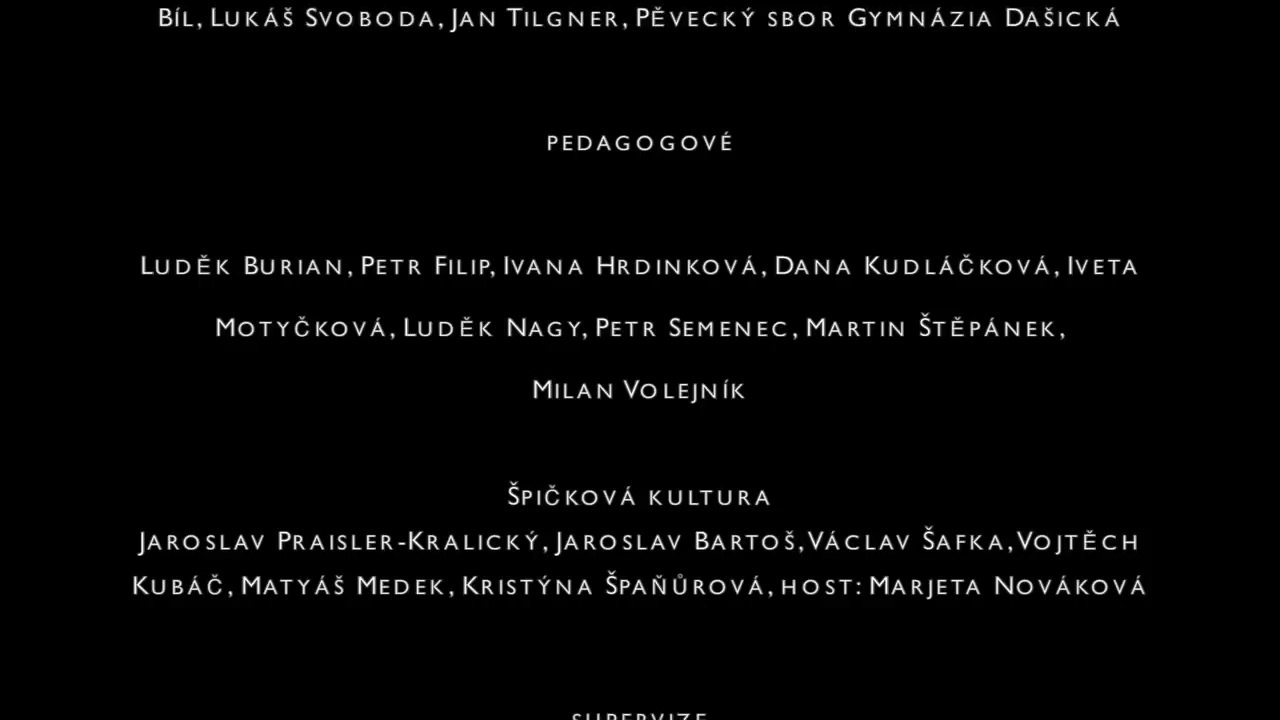 Bíl, Lukáš Svoboda, Jan Tilgner, Pěvecký sbor Gymnázia Dašická
PEDAGOGOVÉ
Luděk Burian, Petr Filip, Ivana Hrdinková, Dana Kudláčková, Iveta
Motyčková, Luděk Nagy, Petr Semenec, Martin Štěpánek,
Milan Volejník
Špičková kultura
Jaroslav Praisler-Kralický, Jaroslav Bartoš, Václav Šafka, Vojtěch
Kubáč, Matyáš Medek, Kristýna Špaňůrová, host: Marjeta Nováková
SUPERVIZE